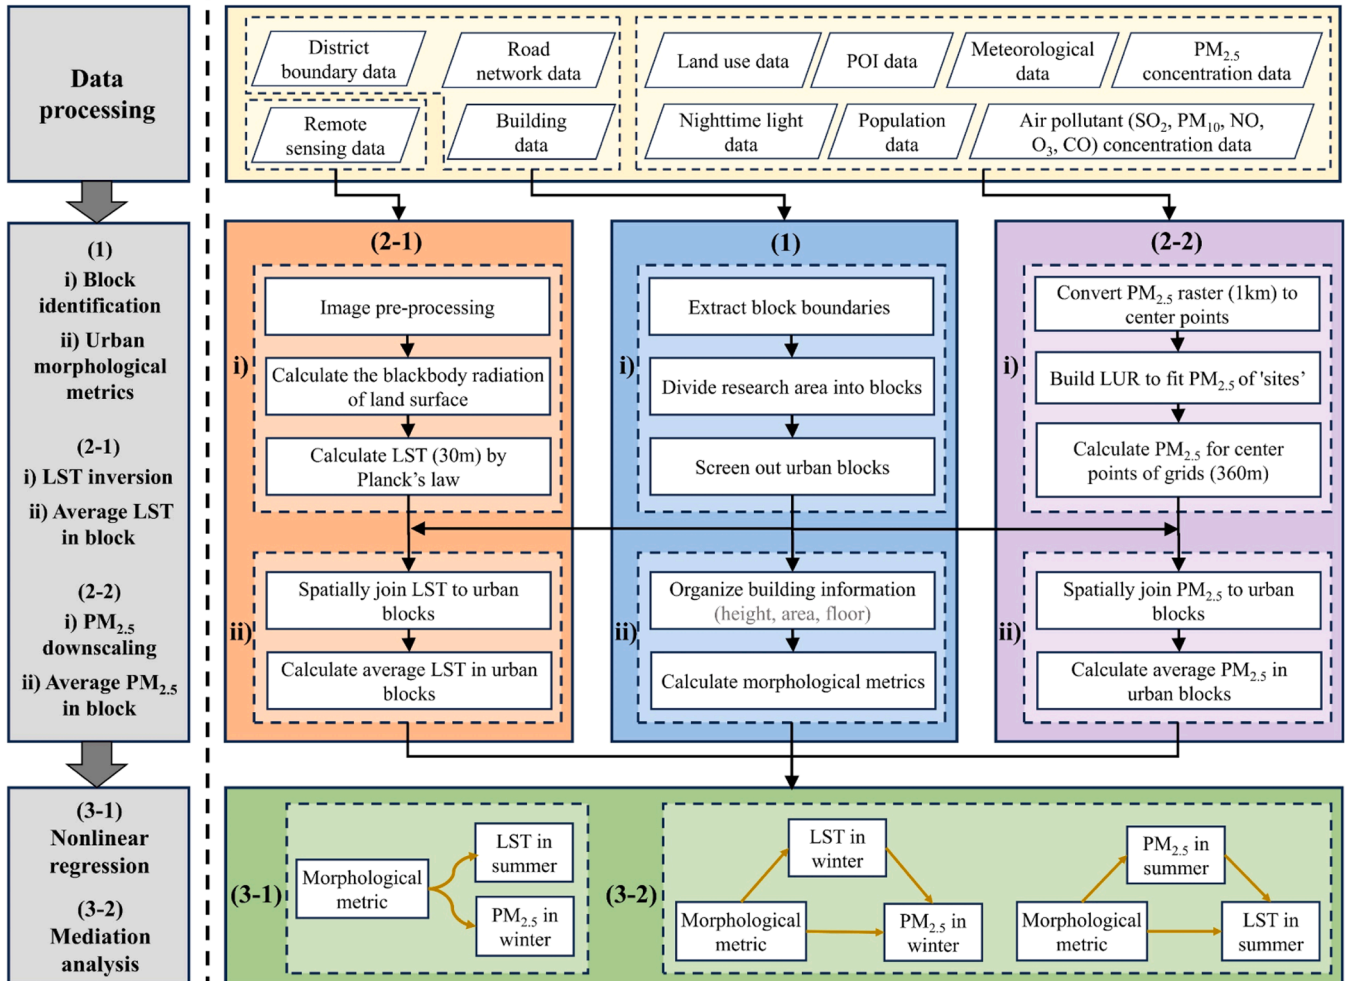 Data
processing
District
boundary data
Road
network data
Remote
sensing data
Building
data
Land use data
POI data
Meteorological
data
PM2.5
concentration data
Nighttime light
data
Population
data
Air pollutant (SO2, PM10, NO,
O3, CO) concentration data
(1)
i) Block
identification
ii) Urban
morphological
metrics
(2-1)
i) LST inversion
ii) Average LST
in block
(2-2)
i) PM2.5
downscaling
ii) Average PM2.5
in block
(2-1)
i)
Image pre-processing
Calculate the blackbody radiation
of land surface
Calculate LST (30m) by
Planck's law
ii)
Spatially join LST to urban
blocks
Calculate average LST in urban
blocks
(1)
i)
Extract block boundaries
Divide research area into blocks
Screen out urban blocks
ii)
Organize building information
(height, area, floor)
Calculate morphological metrics
(2-2)
i)
Convert PM2.5 raster (1km) to
center points
Build LUR to fit PM2.5 of 'sites’
Calculate PM2.5 for center
points of grids (360m)
ii)
Spatially join PM2.5 to urban
blocks
Calculate average PM2.5 in
urban blocks
(3-1)
Nonlinear
regression
(3-2)
Mediation
analysis
(3-1)
Morphological
metric
LST in
summer
PM2.5 in
winter
(3-2)
LST in
winter
Morphological
metric
PM2.5 in
winter
PM2.5 in
summer
Morphological
metric
LST in
summer